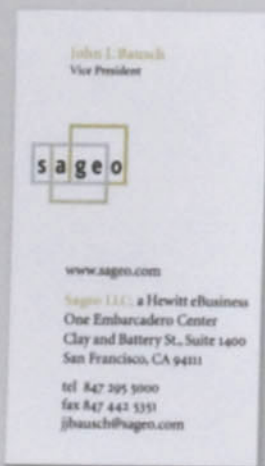 John J. Bausch
Vice President
sageo
www.sageo.com
Sageo LLC, a Hewitt eBusiness
One Embarcadero Center
Clay and Battery St., Suite 1400
San Francisco, CA 94111
tel 847 295 5000
fax 847 442 5351
jjbausch@sageo.com